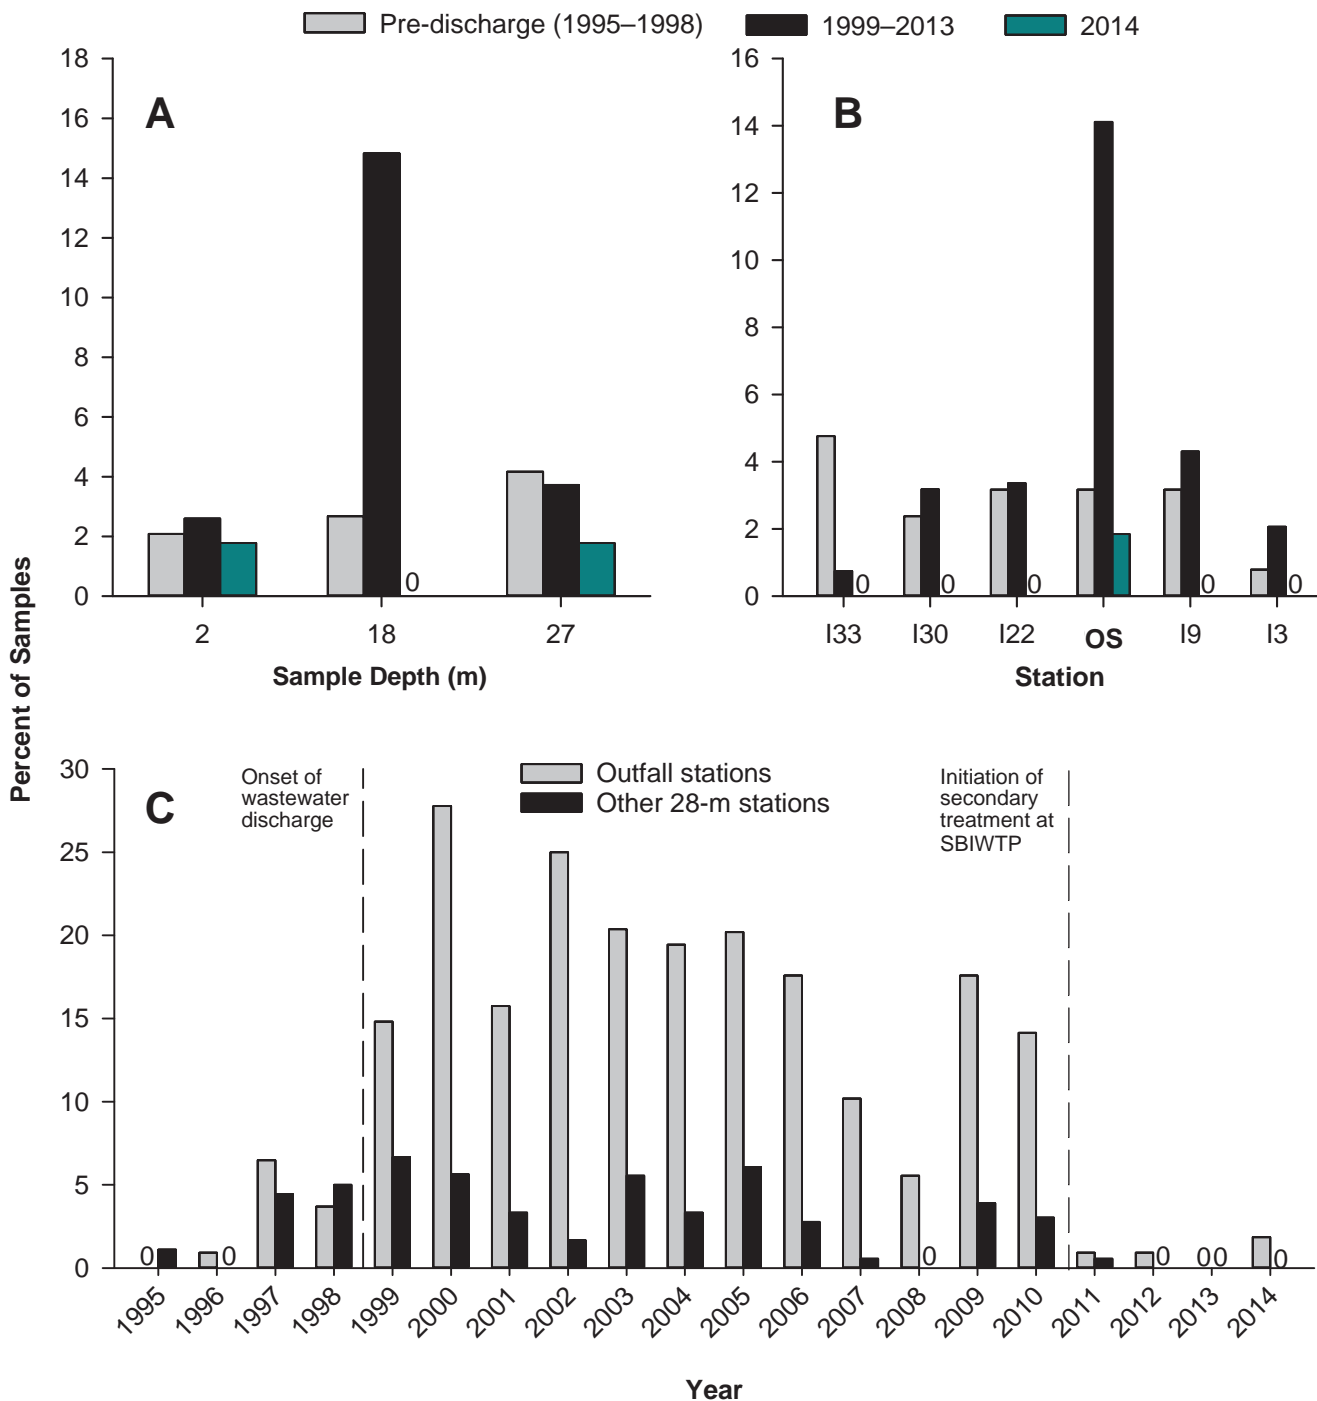 Pre-discharge (1995–1998) 1999–2013 2014
Percent of Samples
A
18
16
14
12
10
8
6
4
2
0
0
2 18 27
Sample Depth (m)
B
16
14
12
10
8
6
4
2
0
0 0 0 0 0
I33 I30 I22 OS I9 I3
Station
C
30
25
20
15
10
5
0
Onset of
wastewater
discharge
Outfall stations
Other 28-m stations
Initiation of
secondary
treatment at
SBIWTP
0 0 0 0 0 0 0
1995 1996 1997 1998 1999 2000 2001 2002 2003 2004 2005 2006 2007 2008 2009 2010 2011 2012 2013 2014
Year